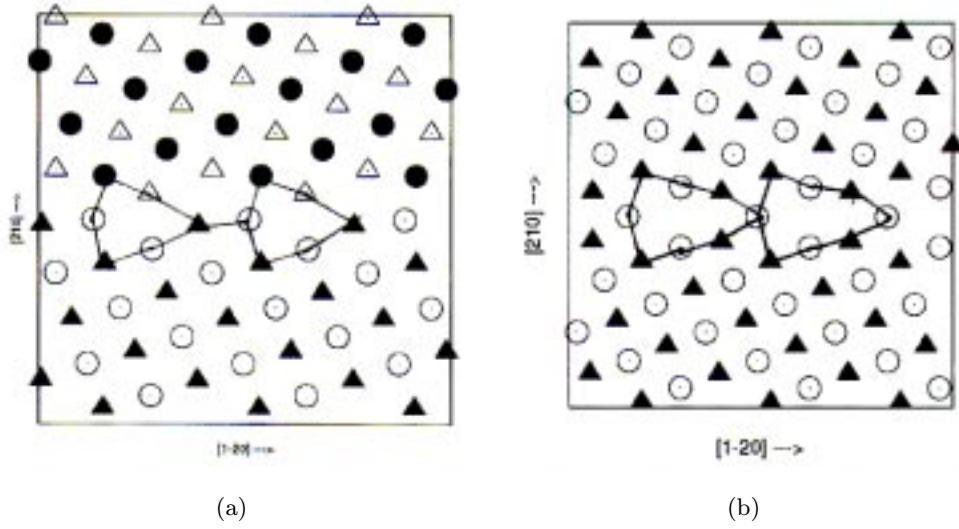 [210] --->
[1-20] --->
[210] --->
[1-20] --->
(a)
(b)